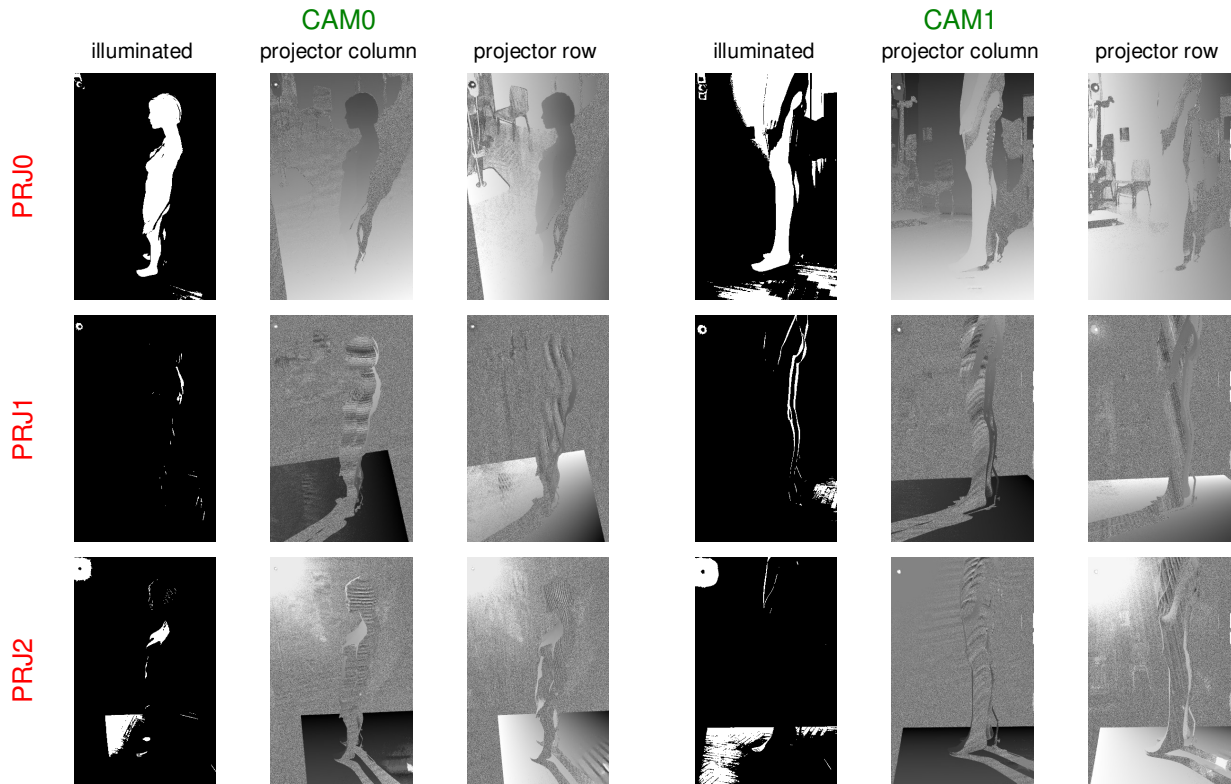 CAM0 CAM1
illuminated projector column projector row illuminated projector column projector row
PRJ0
PRJ1
PRJ2